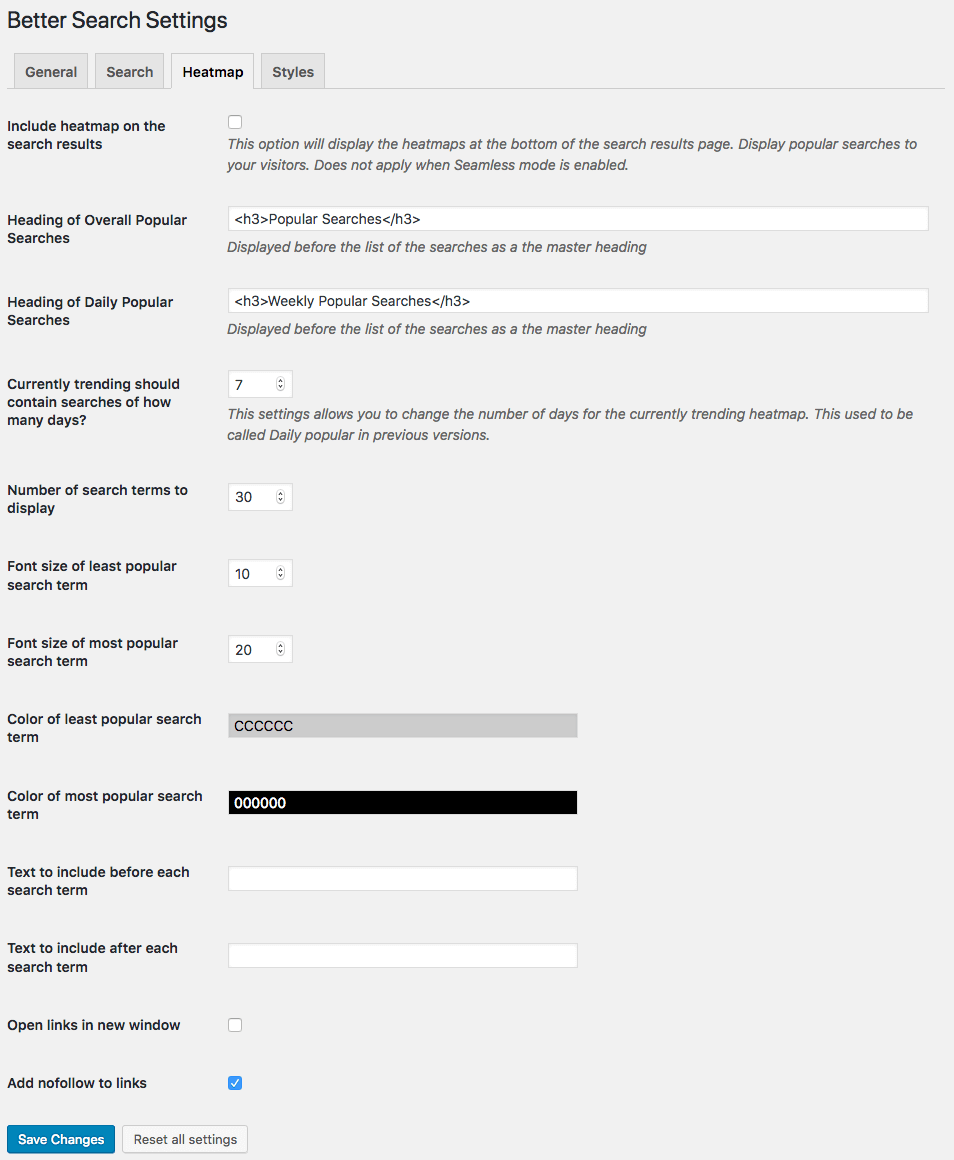 Better Search Settings
General
Search
Heatmap
Styles
Include heatmap on the
search results
This option will display the heatmaps at the bottom of the search results page. Display popular searches to
your visitors. Does not apply when Seamless mode is enabled.
Heading of Overall Popular
Searches
<h3>Popular Searches</h3>
Displayed before the list of the searches as a the master heading
Heading of Daily Popular
Searches
<h3>Weekly Popular Searches</h3>
Displayed before the list of the searches as a the master heading
Currently trending should
contain searches of how
many days?
7
This settings allows you to change the number of days for the currently trending heatmap. This used to be
called Daily popular in previous versions.
Number of search terms to
display
30
Font size of least popular
search term
10
Font size of most popular
search term
20
Color of least popular search
term
CCCCCC
Color of most popular search
term
000000
Text to include before each
search term
Text to include after each
search term
Open links in new window
Add nofollow to links
Save Changes
Reset all settings